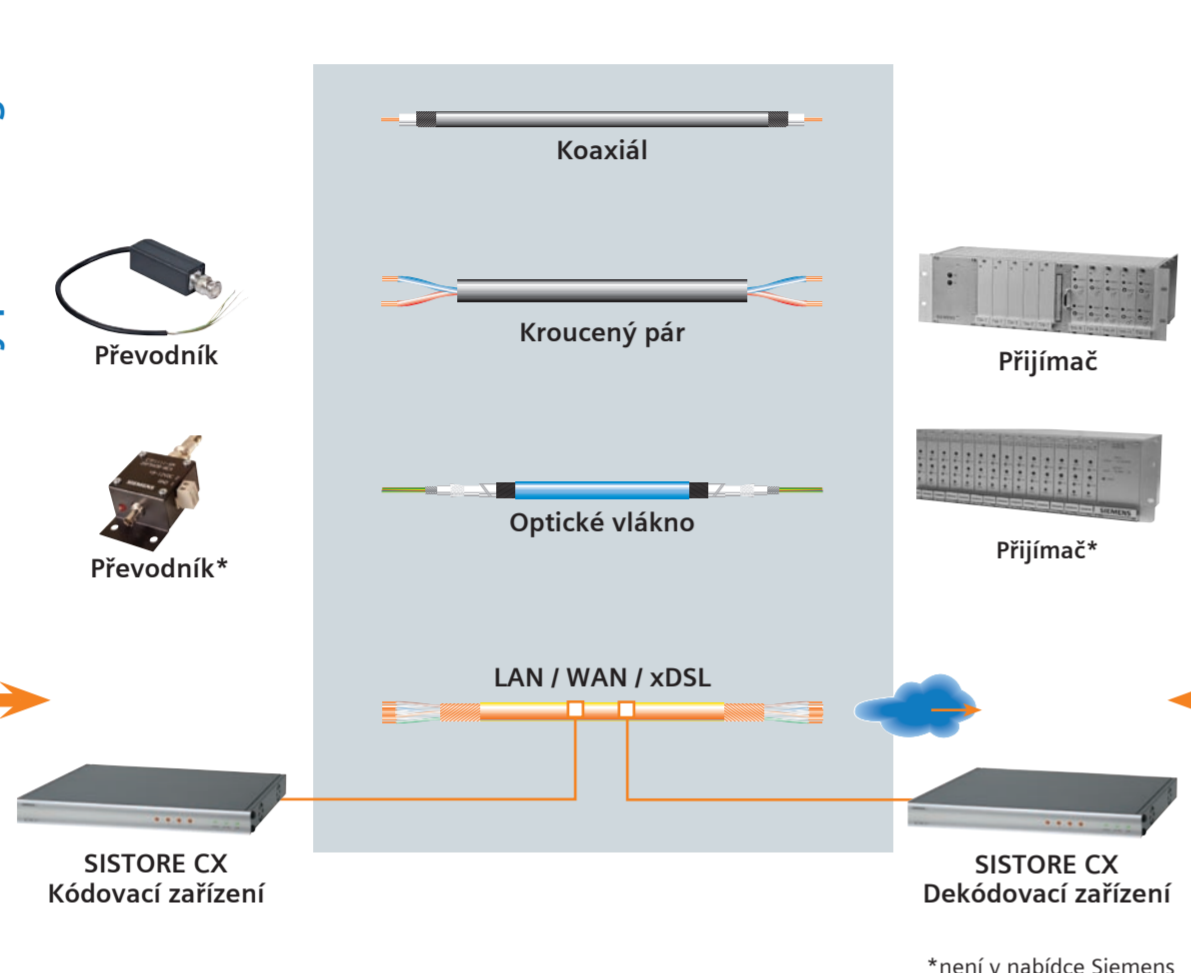 Koaxiál
Kroucený pár
Převodník
Přijímač
Optické vlákno
Převodník*
SIEMENS
Přijímač*
LAN / WAN / xDSL
SISTORE CX
Kódovací zařízení
SISTORE CX
Dekódovací zařízení
*není v nabídce Siemens